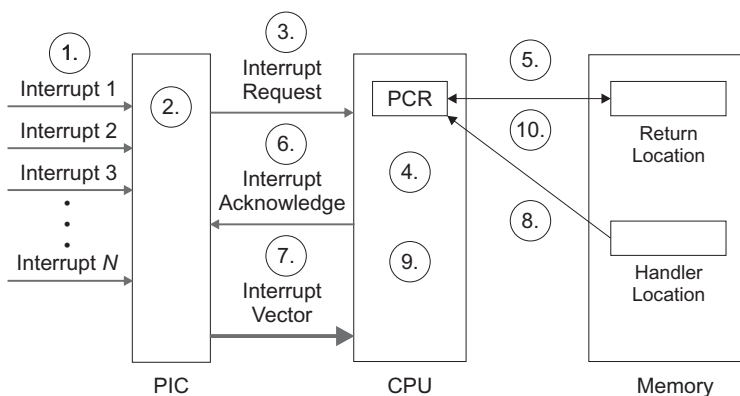 1.
Interrupt 1
Interrupt 2
Interrupt 3
Interrupt N
2.
PIC
3.
Interrupt
Request
6.
Interrupt
Acknowledge
7.
Interrupt
Vector
PCR
4.
9.
CPU
5.
10.
8.
Return
Location
Handler
Location
Memory